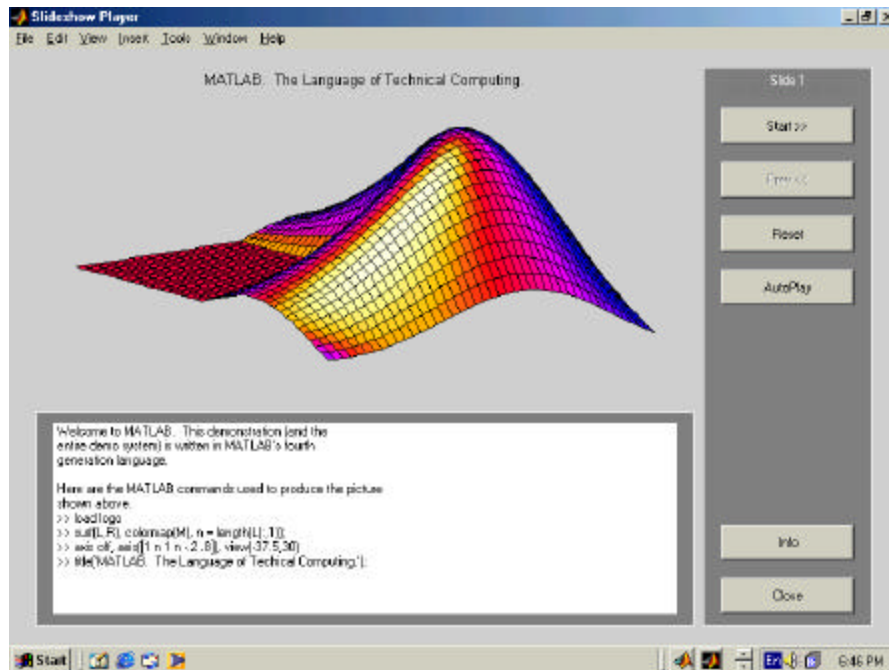 Slideshow Player
File Edit View Insert Tools Window Help
MATLAB. The Language of Technical Computing.
Slide 1
Start >>
Prev <<
Reset
AutoPlay
Welcome to MATLAB. This demonstration (and the
entire demo system) is written in MATLAB's fourth
generation language.
Here are the MATLAB commands used to produce the picture
shown above.
>> load logo
>> surf(L,R), colormap(M), n = length(L(:,1));
>> axis off, axis([1 n 1 n -.2 .8]), view(-37.5,30)
>> title('MATLAB. The Language of Techical Computing.');
Info
Close
Start
En
6:46 PM